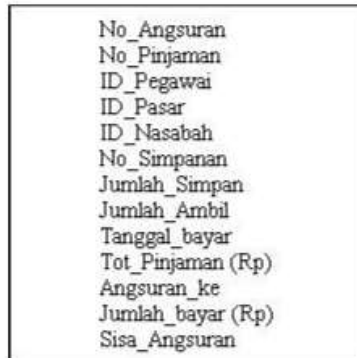 No_Angsuran
No_Pinjaman
ID_Pegawai
ID_Pasar
ID_Nasabah
No_Simpanan
Jumlah_Simpan
Jumlah_Ambil
Tanggal_bayar
Tot_Pinjaman (Rp)
Angsuran_ke
Jumlah_bayar (Rp)
Sisa_Angsuran